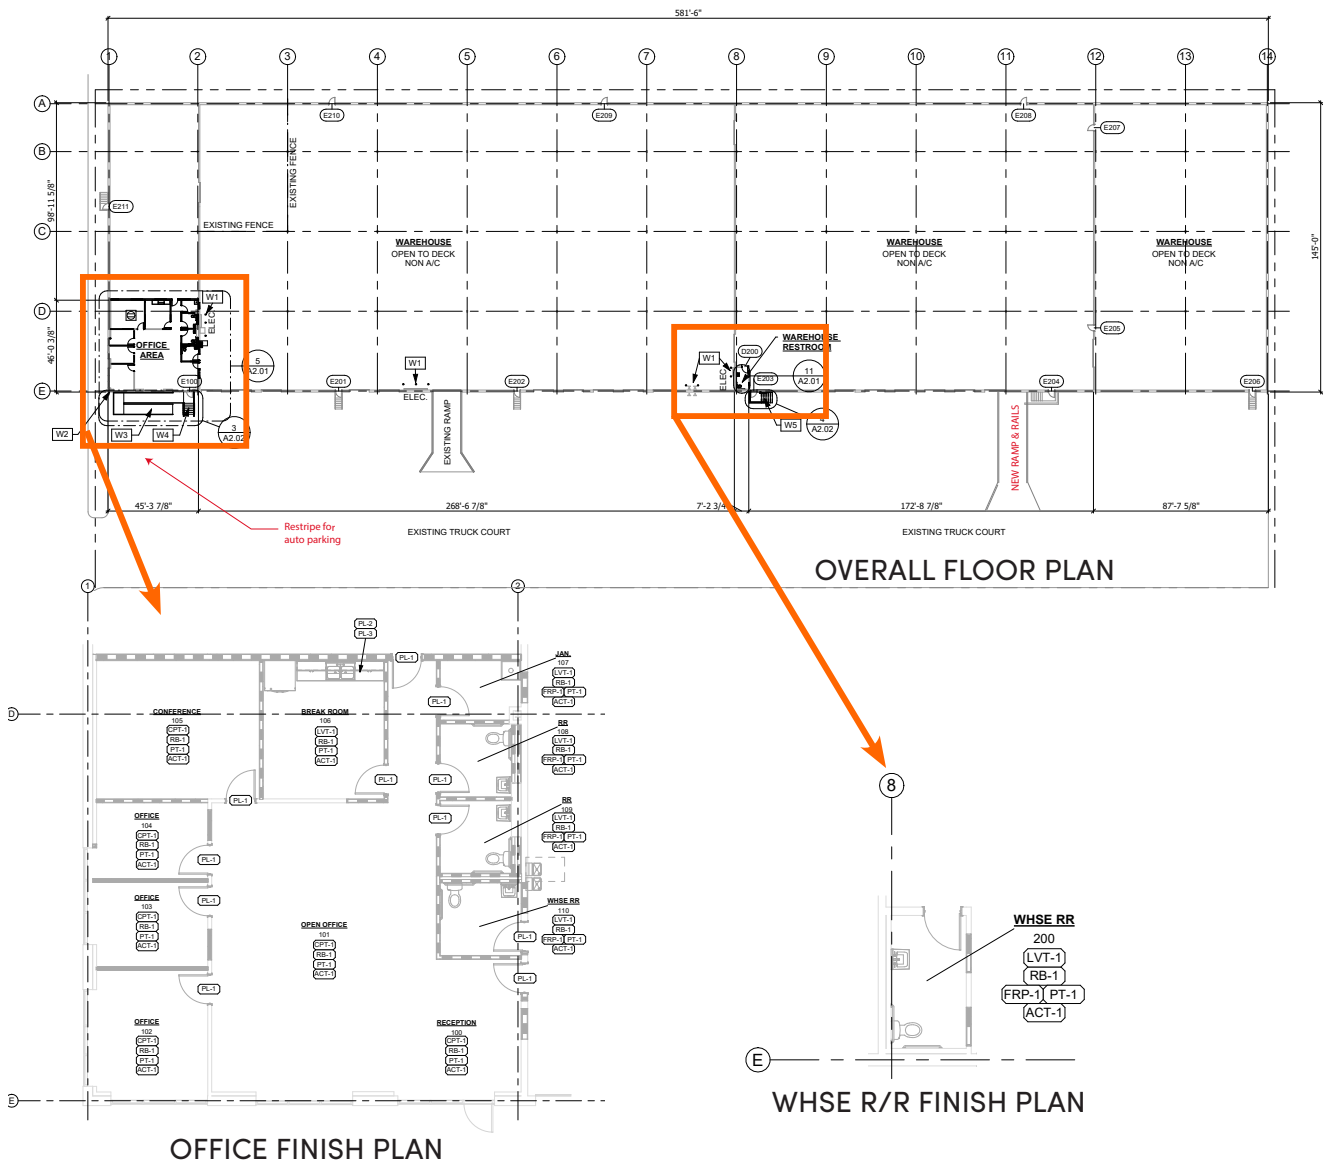 581'-6"
1 2 3 4 5 6 7 8 9 10 11 12 13 14
A
E210
E209
E208
E207
B
EXISTING FENCE
98'-11 5/8"
E211
EXISTING FENCE
C
WAREHOUSE
OPEN TO DECK
NON A/C
WAREHOUSE
OPEN TO DECK
NON A/C
WAREHOUSE
OPEN TO DECK
NON A/C
145'-0"
W1
D
ELEC.
46'-0 3/8"
OFFICE
AREA
5
A2.01
E100
E
W2
W3
W4
3
A2.02
E201
W1
ELEC.
E202
EXISTING RAMP
W1
ELEC.
D200
WAREHOUSE
RESTROOM
E203
11
A2.01
W5
A2.02
E205
E204
E206
NEW RAMP & RAILS
45'-3 7/8"
268'-6 7/8"
7'-2 3/4"
172'-8 7/8"
87'-7 5/8"
Restripe for
auto parking
EXISTING TRUCK COURT
EXISTING TRUCK COURT
OVERALL FLOOR PLAN
1
2
PL-2
PL-3
PL-1
JAN.
107
LVT-1
RB-1
FRP-1 PT-1
ACT-1
PL-1
D
CONFERENCE
105
CPT-1
RB-1
PT-1
ACT-1
BREAK ROOM
106
LVT-1
RB-1
PT-1
ACT-1
RR
108
LVT-1
RB-1
FRP-1 PT-1
ACT-1
PL-1
PL-1
PL-1
PL-1
RR
109
LVT-1
RB-1
FRP-1 PT-1
ACT-1
OFFICE
104
CPT-1
RB-1
PT-1
ACT-1
PL-1
OFFICE
103
CPT-1
RB-1
PT-1
ACT-1
PL-1
WHSE RR
110
LVT-1
RB-1
FRP-1 PT-1
ACT-1
PL-1
OPEN OFFICE
101
CPT-1
RB-1
PT-1
ACT-1
PL-1
PL-1
OFFICE
102
CPT-1
RB-1
PT-1
ACT-1
RECEPTION
100
CPT-1
RB-1
PT-1
ACT-1
E
OFFICE FINISH PLAN
8
WHSE RR
200
LVT-1
RB-1
FRP-1 PT-1
ACT-1
E
WHSE R/R FINISH PLAN